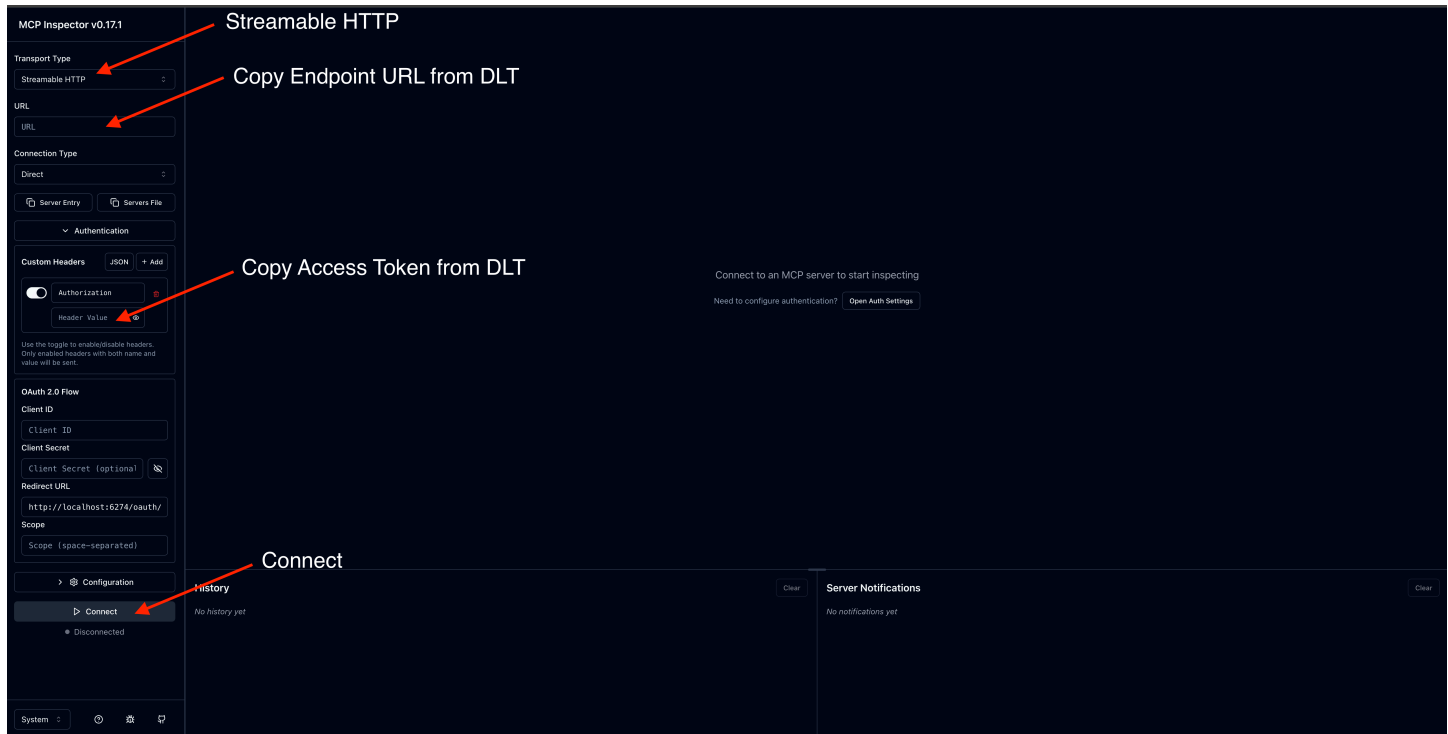 MCP Inspector v0.17.1
Streamable HTTP
Transport Type
Streamable HTTP
Copy Endpoint URL from DLT
URL
URL
Connection Type
Direct
Server Entry
Servers File
Authentication
Custom Headers
JSON
+ Add
Copy Access Token from DLT
Authorization
Header Value
Use the toggle to enable/disable headers.
Only enabled headers with both name and
value will be sent.
Connect to an MCP server to start inspecting
Need to configure authentication?
Open Auth Settings
OAuth 2.0 Flow
Client ID
Client ID
Client Secret
Client Secret (optional
Redirect URL
http://localhost:6274/oauth/
Scope
Scope (space-separated)
Connect
Configuration
Connect
Disconnected
History
Clear
No history yet
Server Notifications
Clear
No notifications yet
System